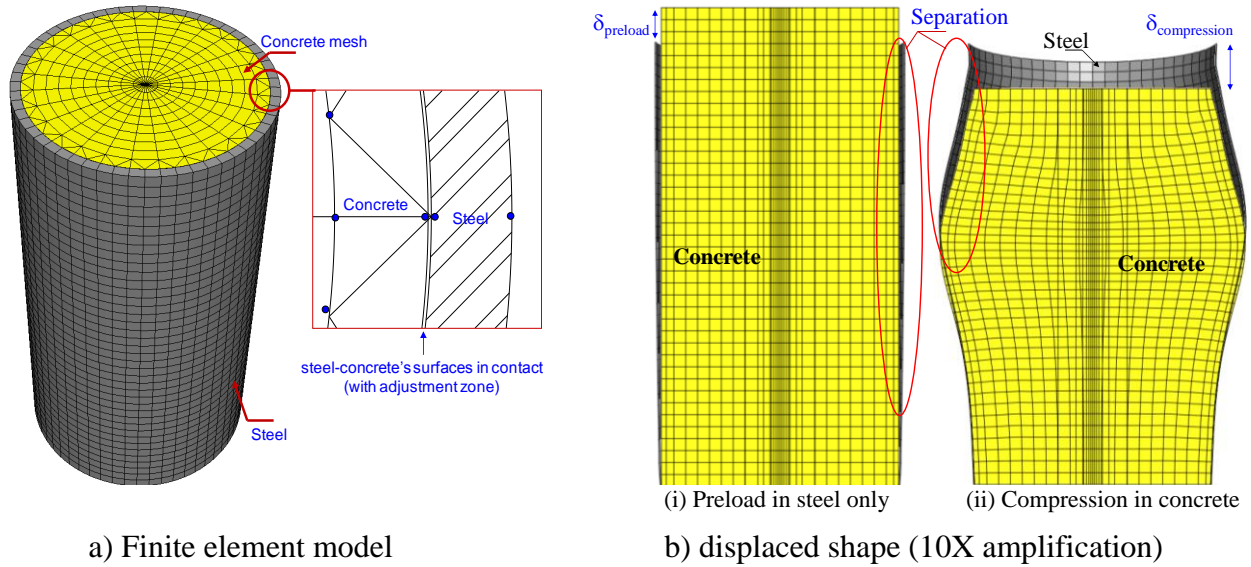 Concrete mesh
Concrete
Steel
steel-concrete's surfaces in contact
(with adjustment zone)
Steel
a) Finite element model
δpreload
Separation
Steel
δcompression
Concrete
Concrete
(i) Preload in steel only
(ii) Compression in concrete
b) displaced shape (10X amplification)